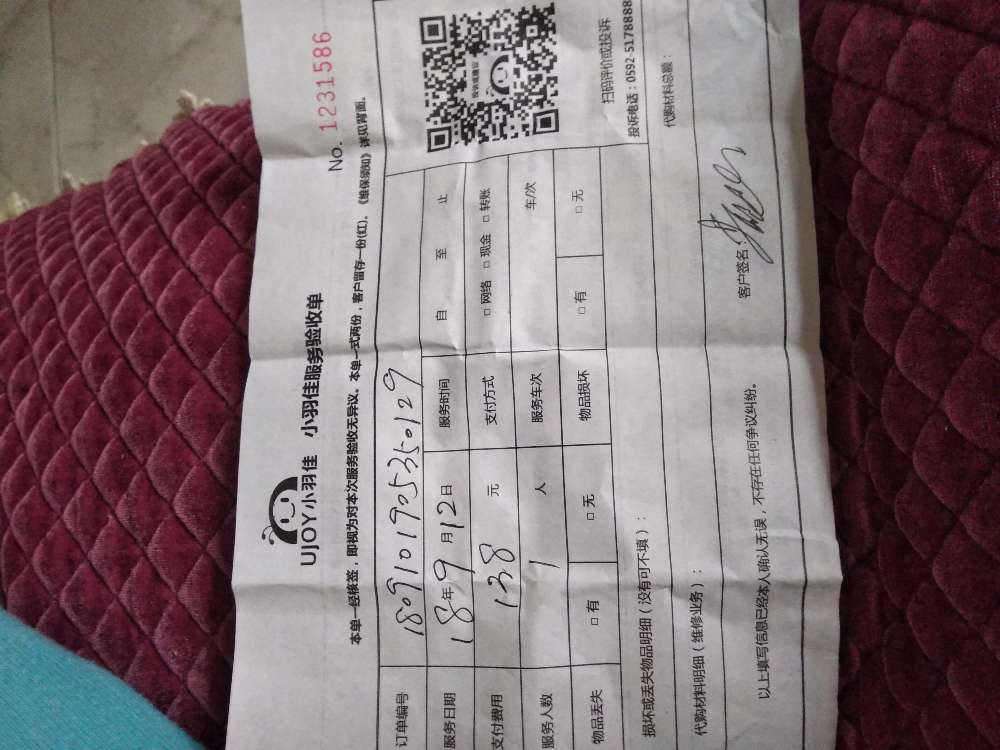 UJOY小羽佳 小羽佳服务验收单
No. 1231586
本单一经核签，即视为对本次服务验收无异议。本单一式两份，客户留存一份(红)。《维保须知》详见背面。
订单编号 180910195350129
服务日期 18年9月12日 服务时间 自 至 止
支付费用 138 元 支付方式 □ 网络 □ 现金 □ 转账
服务人数 1 人 服务车次 车/次
物品丢失 □ 有 □ 无 物品损坏 □ 有 □ 无
投诉或建议
扫码评价或投诉
投诉电话：0592-5178888
损坏或丢失物品明细（没有可不填）：
代购材料明细（维修业务）： 代购材料总额：
客户签名：
以上填写信息已经本人确认无误，不存在任何争议纠纷。